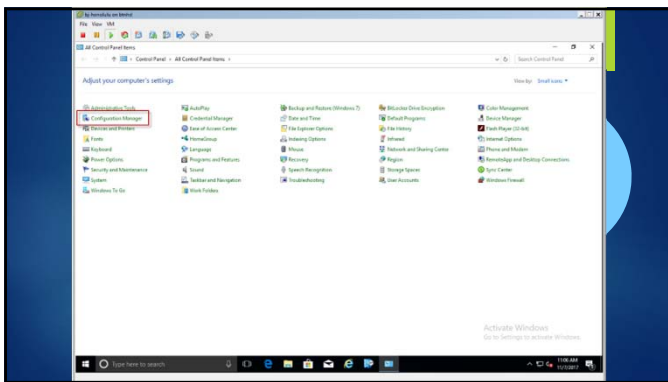 File View VM
All Control Panel Items
Control Panel › All Control Panel Items ›
Search Control Panel
Adjust your computer's settings
View by: Small icons
Administrative Tools
AutoPlay
Backup and Restore (Windows 7)
BitLocker Drive Encryption
Color Management
Configuration Manager
Credential Manager
Date and Time
Default Programs
Device Manager
Devices and Printers
Ease of Access Center
File Explorer Options
File History
Flash Player (32-bit)
Fonts
HomeGroup
Indexing Options
Infrared
Internet Options
Keyboard
Language
Mouse
Network and Sharing Center
Phone and Modem
Power Options
Programs and Features
Recovery
Region
RemoteApp and Desktop Connections
Security and Maintenance
Sound
Speech Recognition
Storage Spaces
Sync Center
System
Taskbar and Navigation
Troubleshooting
User Accounts
Windows Firewall
Windows To Go
Work Folders
Activate Windows
Go to Settings to activate Windows.
Type here to search
11:06 AM